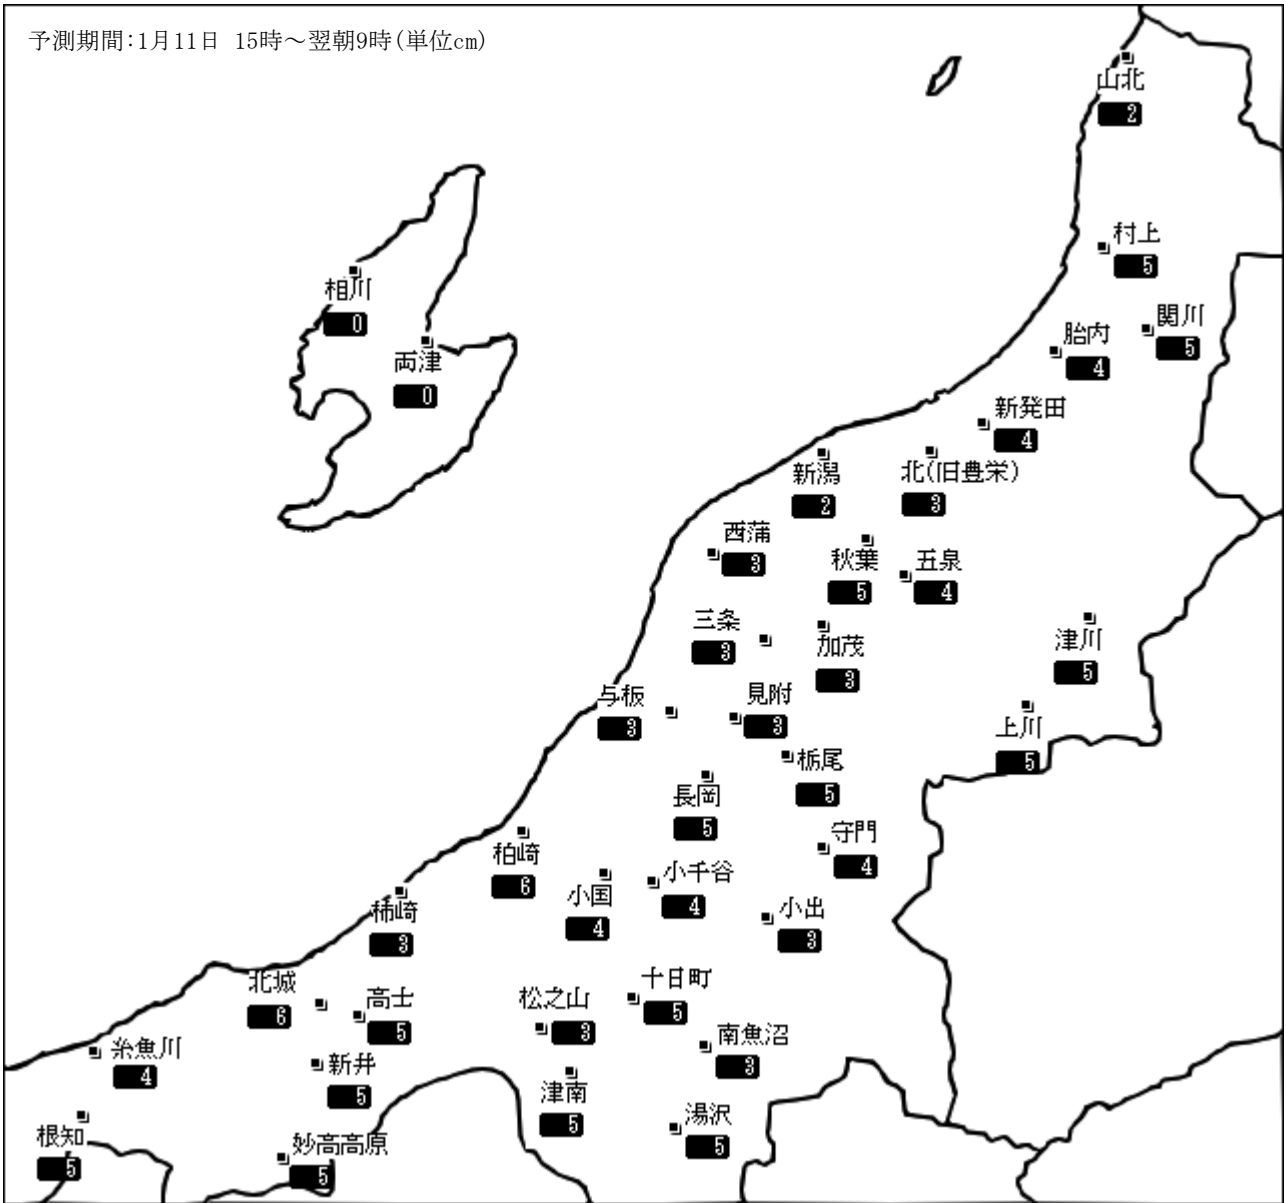 予測期間:1月11日 15時～翌朝9時(単位cm)
山北
2
村上
5
相川
0
関川
5
胎内
4
両津
0
新発田
4
新潟
2
北(旧豊栄)
3
西蒲
3
秋葉
5
五泉
4
三条
3
加茂
3
津川
5
与板
3
見附
3
上川
5
栃尾
5
長岡
5
守門
4
柏崎
6
小国
4
小千谷
4
小出
3
柿崎
3
北城
6
高士
5
松之山
3
十日町
5
南魚沼
3
糸魚川
4
新井
5
津南
5
湯沢
5
根知
5
妙高高原
5